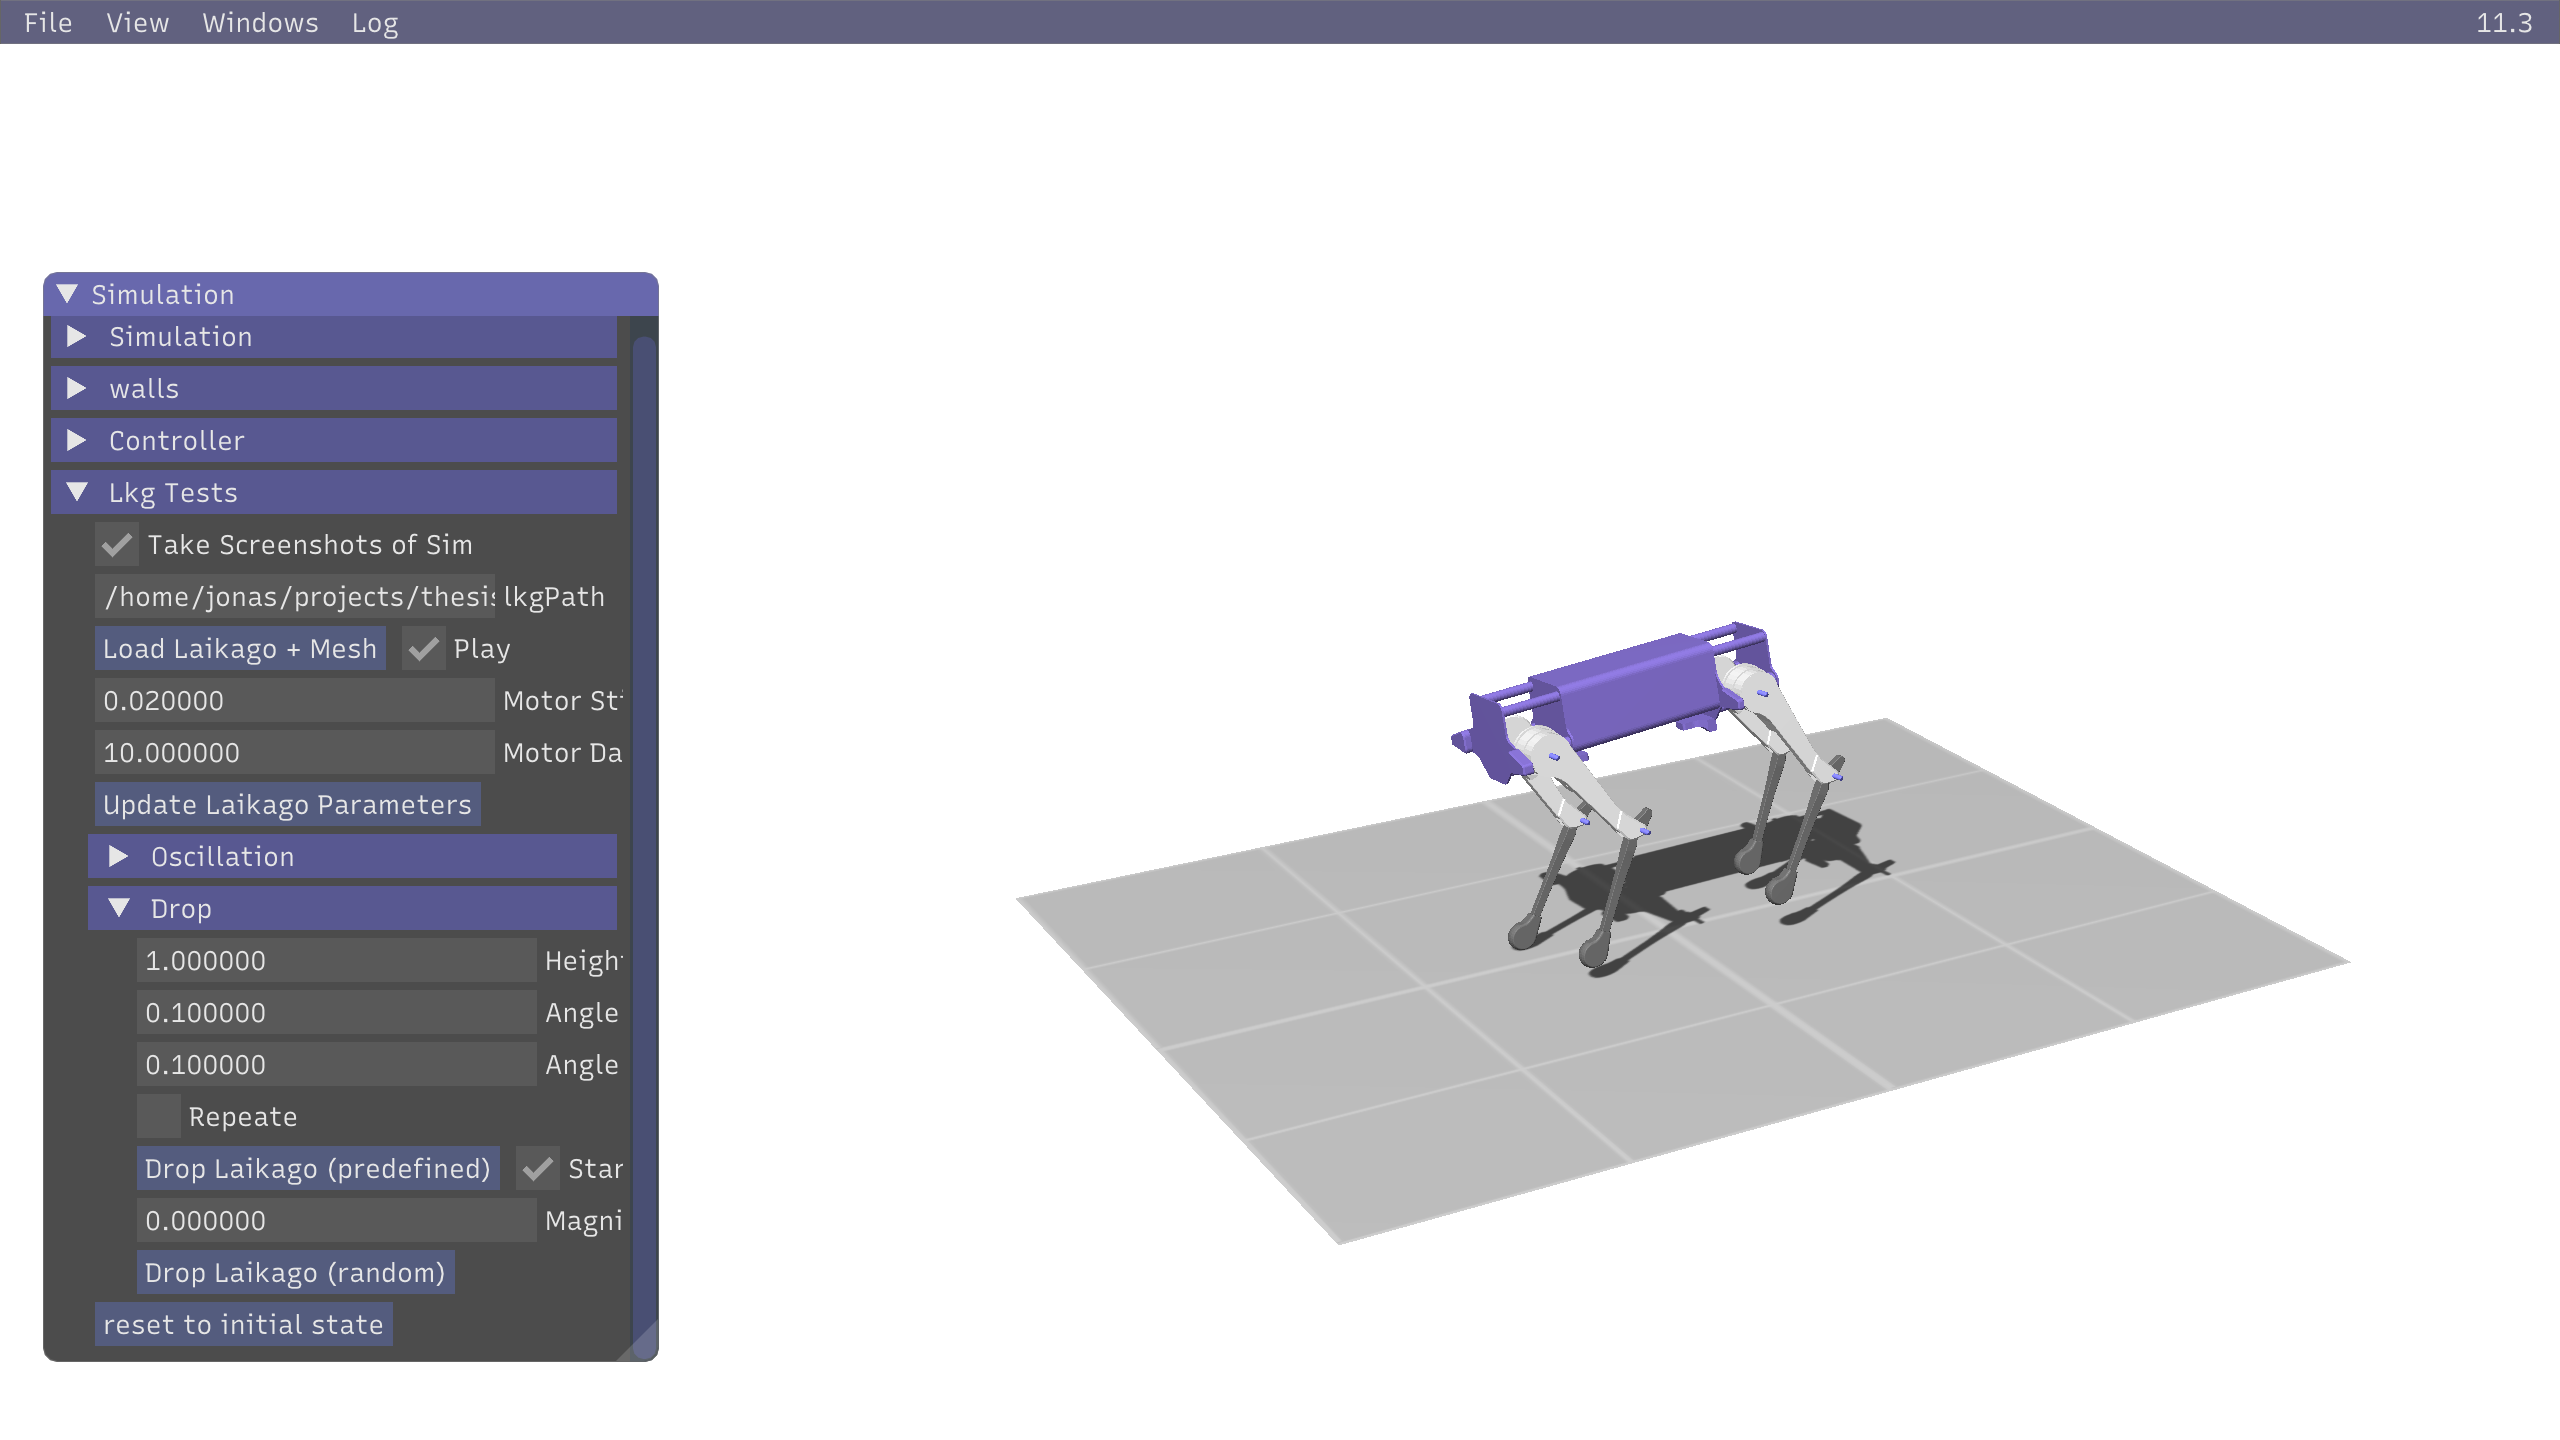 File View Windows Log 11.3
Simulation
Simulation
walls
Controller
Lkg Tests
Take Screenshots of Sim
/home/jonas/projects/thesis lkgPath
Load Laikago + Mesh Play
0.020000 Motor
10.000000 Motor Da
Update Laikago Parameters
Oscillation
Drop
1.000000 Heigh
0.100000 Angle
0.100000 Angle
Repeate
Drop Laikago (predefined)
0.000000 Magni
Drop Laikago (random)
reset to initial state